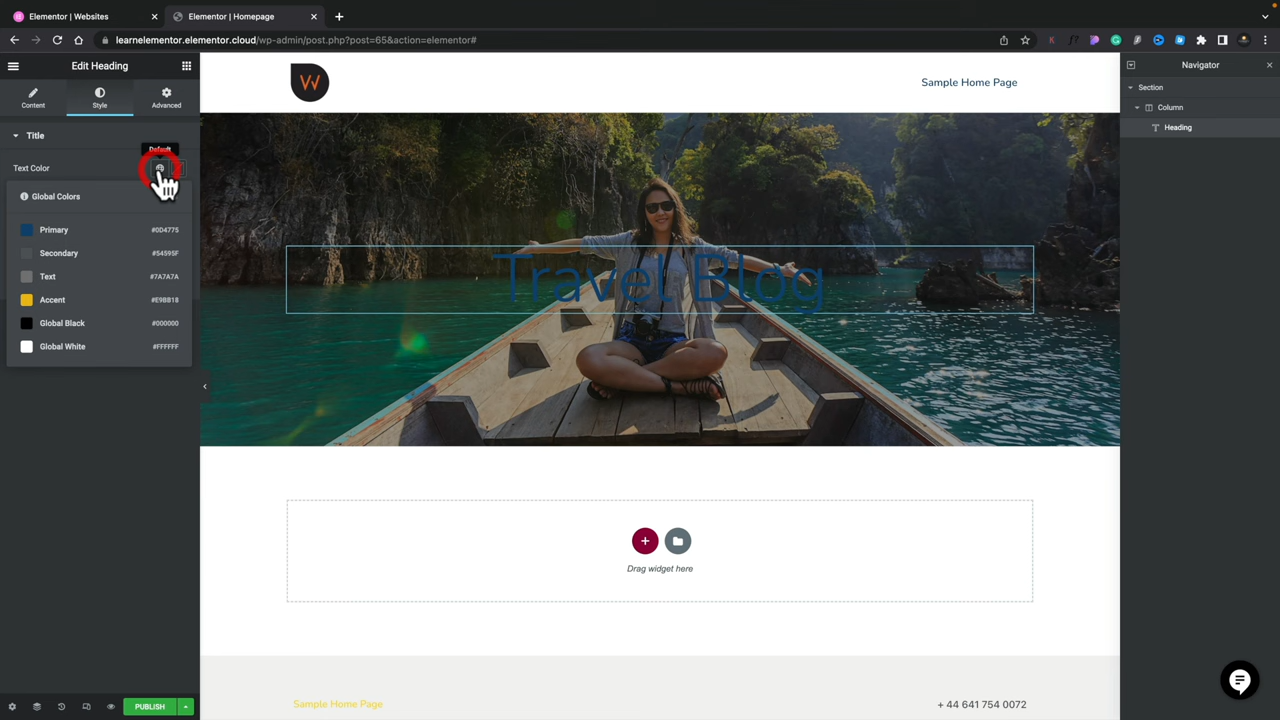 Elementor | Websites
Elementor | Homepage
learnelementor.elementor.cloud/wp-admin/post.php?post=65&action=elementor#
Edit Heading
Content
Style
Advanced
Title
Default
Text Color
Global Colors
Primary #0D4775
Secondary #54595F
Text #7A7A7A
Accent #E9BB18
Global Black #000000
Global White #FFFFFF
PUBLISH
W
Sample Home Page
Travel Blog
Drag widget here
Sample Home Page
+ 44 641 754 0072
Navigator
Section
Column
Heading